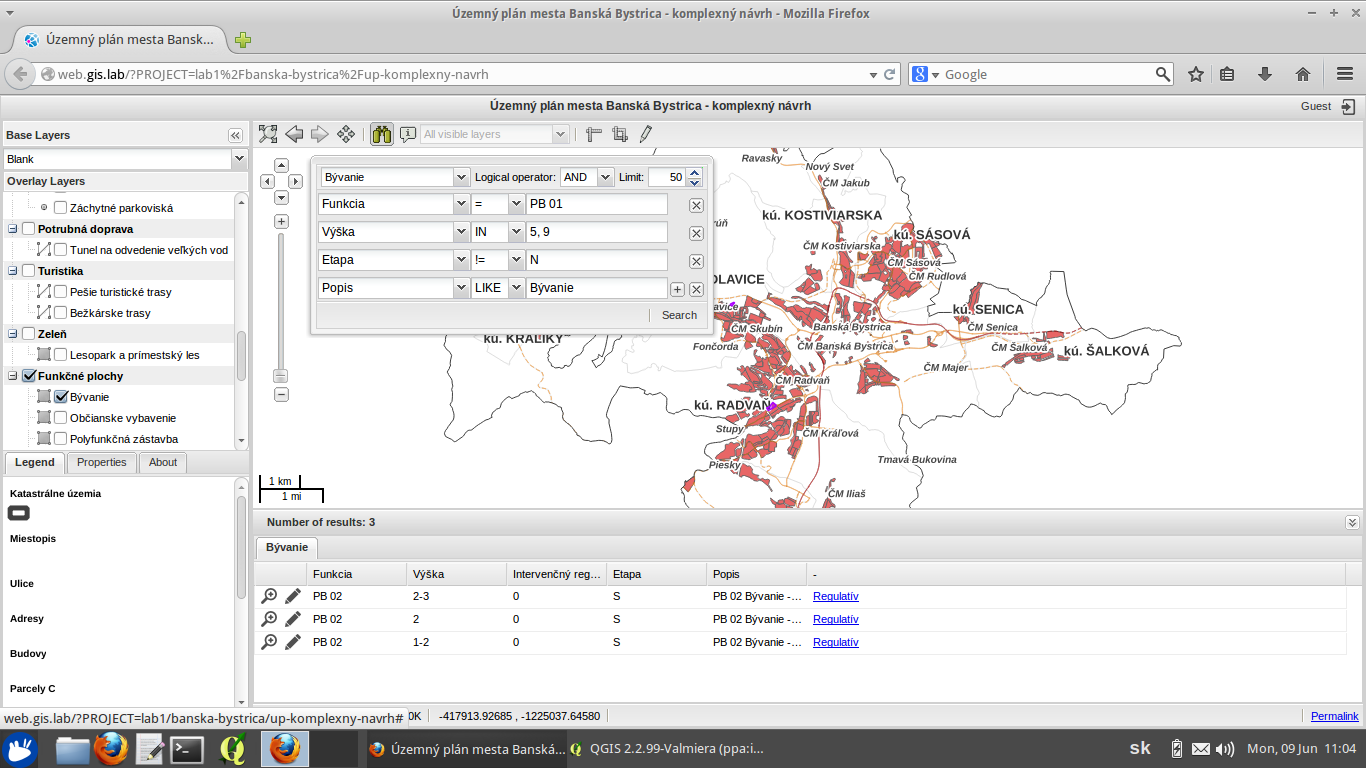 Územný plán mesta Banská Bystrica - komplexný návrh - Mozilla Firefox
Územný plán mesta Bansk...
web.gis.lab/?PROJECT=lab1%2Fbanska-bystrica%2Fup-komplexny-navrh
Google
Územný plán mesta Banská Bystrica - komplexný návrh
Guest
Base Layers
Blank
Overlay Layers
Záchytné parkoviská
Potrubná doprava
Tunel na odvedenie veľkých vod
Turistika
Pešie turistické trasy
Bežkárske trasy
Zeleň
Lesopark a prímestský les
Funkčné plochy
Bývanie
Občianske vybavenie
Polyfunkčná zástavba
Legend
Properties
About
Katastrálne územia
Miestopis
Ulice
Adresy
Budovy
Parcely C
All visible layers
Bývanie
Logical operator:
AND
Limit:
50
Funkcia
=
PB 01
Výška
IN
5, 9
Etapa
!=
N
Popis
LIKE
Bývanie
Search
Ravasky
Nový Svet
ČM Jakub
kú. KOSTIVIARSKA
kú. SÁSOVÁ
ČM Kostiviarska
ČM Sásová
ČM Rudlová
OLAVICE
kú. SENICA
ČM Skubín
Banská Bystrica
ČM Senica
kú. KRÁLIKY
Fončorda
ČM Banská Bystrica
ČM Šalková
kú. ŠALKOVÁ
ČM Majer
ČM Radvaň
kú. RADVAŇ
Stupy
ČM Kráľová
Tmavá Bukovina
Piesky
ČM Iliaš
1 km
1 mi
Number of results: 3
Bývanie
Funkcia
Výška
Intervenčný reg...
Etapa
Popis
-
PB 02
2-3
0
S
PB 02 Bývanie -...
Regulatív
PB 02
2
0
S
PB 02 Bývanie -...
Regulatív
PB 02
1-2
0
S
PB 02 Bývanie -...
Regulatív
web.gis.lab/?PROJECT=lab1/banska-bystrica/up-komplexny-navrh#
0K
-417913.92685 , -1225037.64580
Permalink
Územný plán mesta Banská...
QGIS 2.2.99-Valmiera (ppa:i...
sk
Mon, 09 Jun 11:04